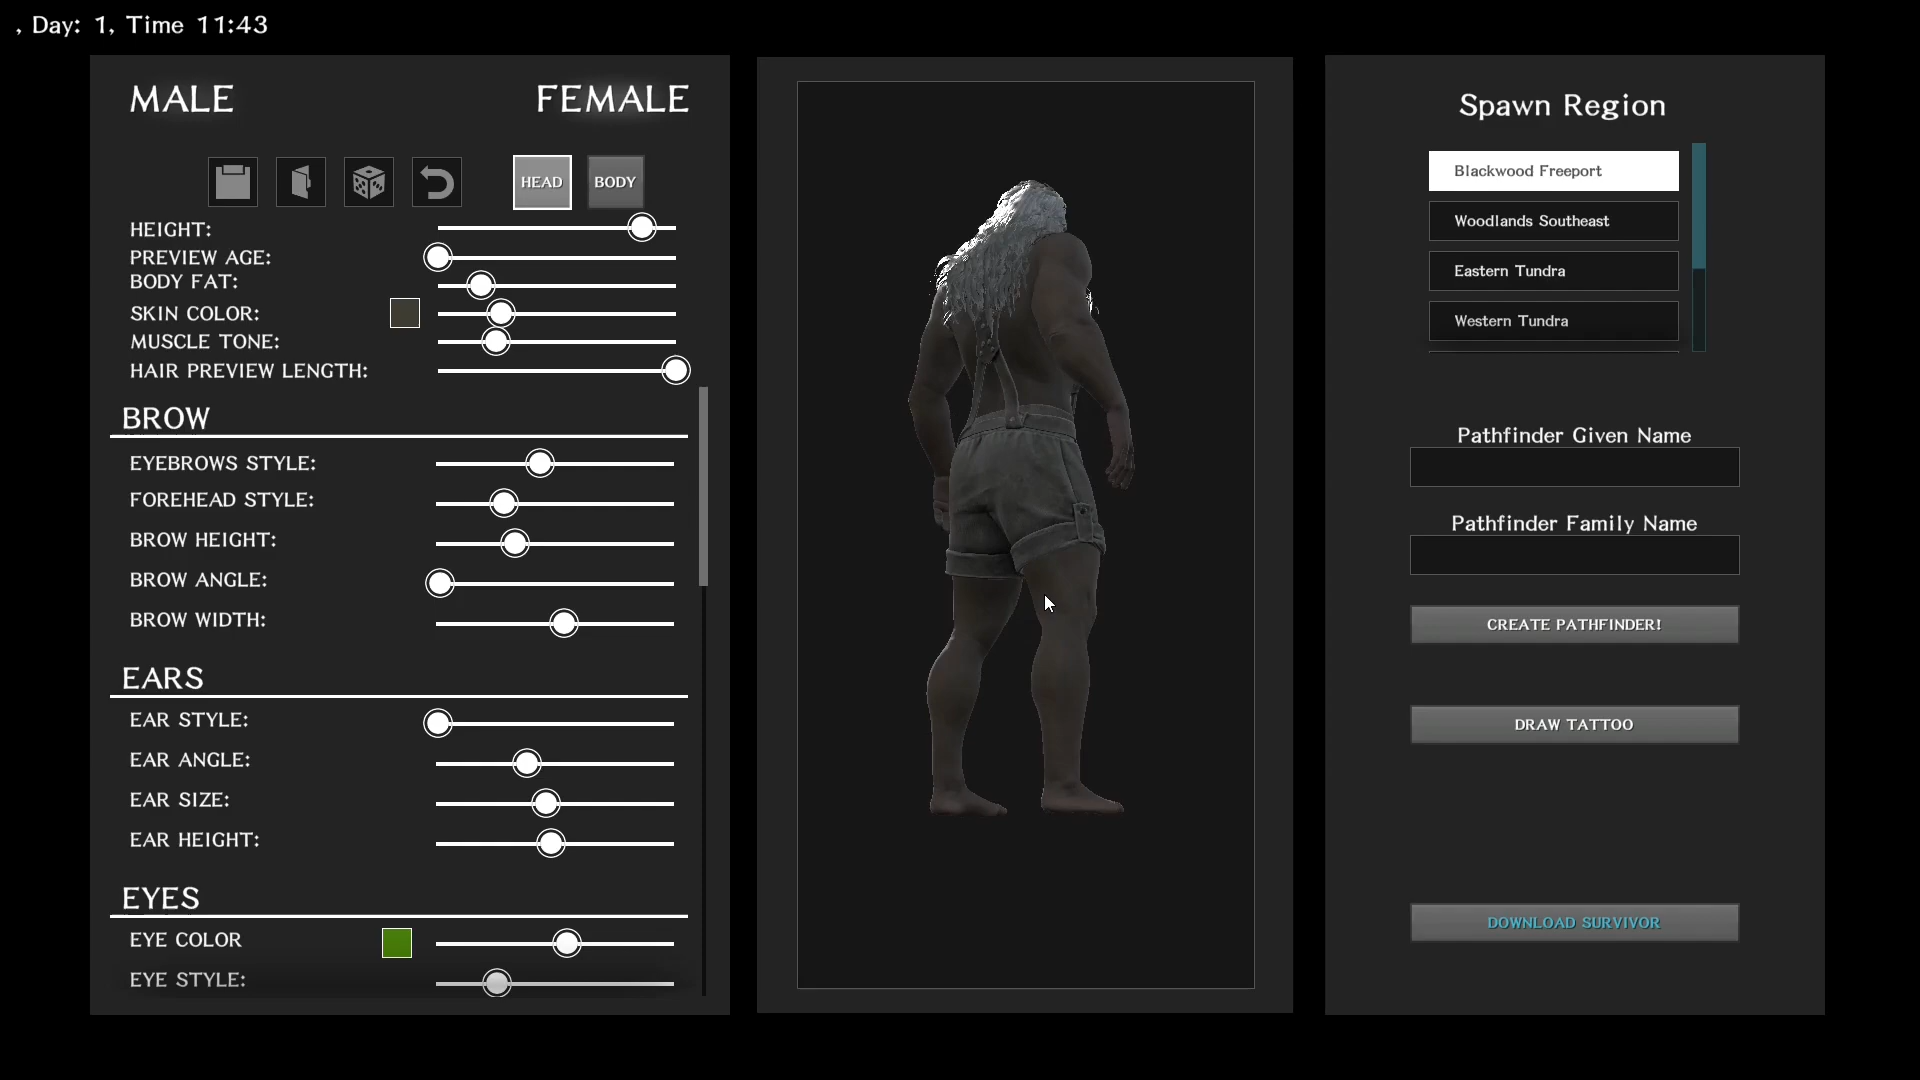 , Day: 1, Time 11:43
MALE
FEMALE
HEAD
BODY
HEIGHT:
PREVIEW AGE:
BODY FAT:
SKIN COLOR:
MUSCLE TONE:
HAIR PREVIEW LENGTH:
BROW
EYEBROWS STYLE:
FOREHEAD STYLE:
BROW HEIGHT:
BROW ANGLE:
BROW WIDTH:
EARS
EAR STYLE:
EAR ANGLE:
EAR SIZE:
EAR HEIGHT:
EYES
EYE COLOR
EYE STYLE:
Spawn Region
Blackwood Freeport
Woodlands Southeast
Eastern Tundra
Western Tundra
Pathfinder Given Name
Pathfinder Family Name
CREATE PATHFINDER!
DRAW TATTOO
DOWNLOAD SURVIVOR